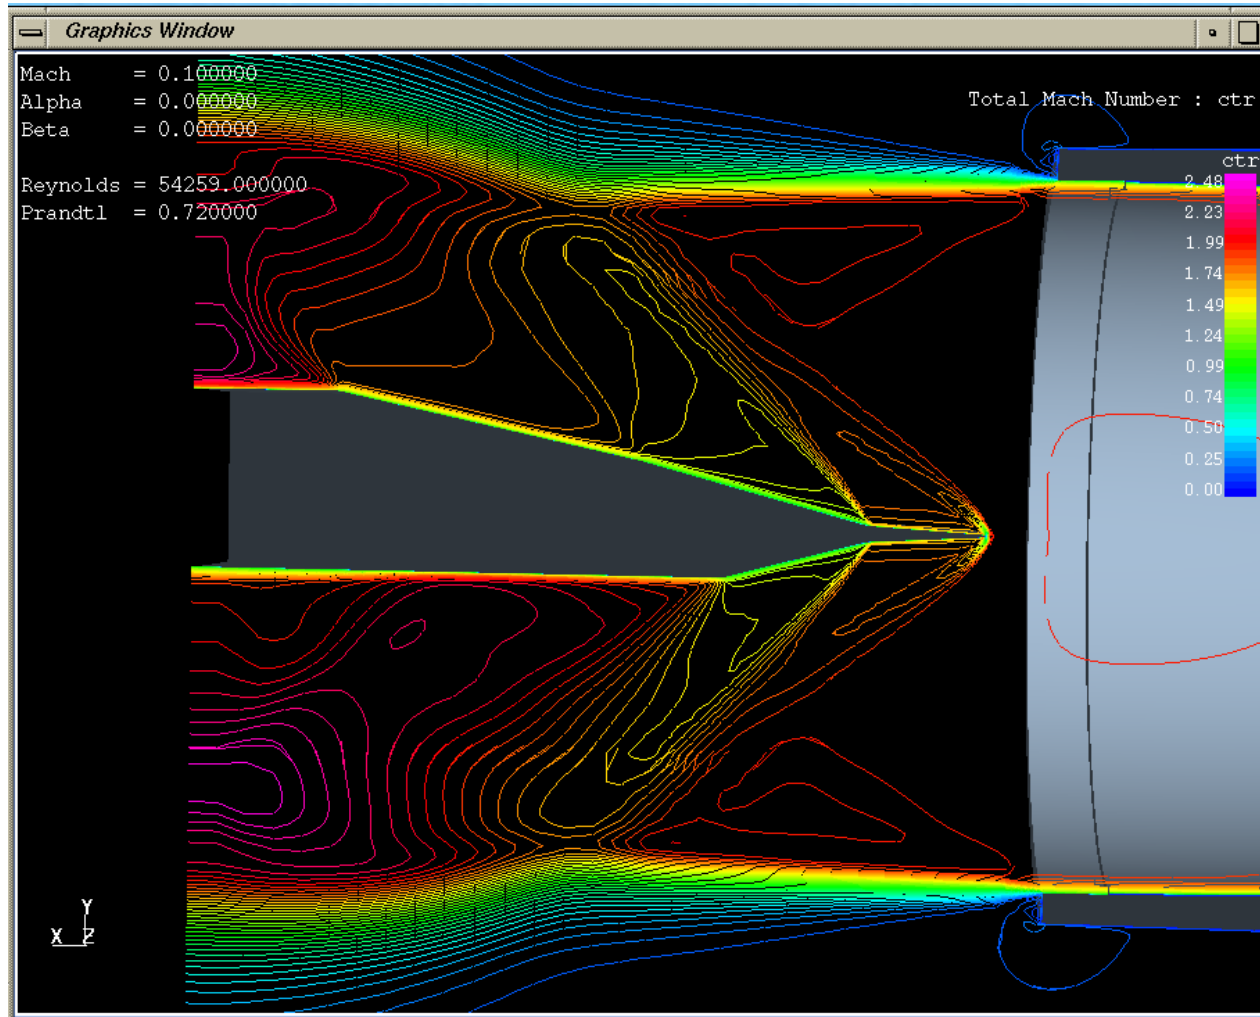 Graphics Window
Mach = 0.100000
Alpha = 0.000000
Beta = 0.000000
Reynolds = 54259.000000
Prandtl = 0.720000
Total Mach Number : ctr
ctr
2.48
2.23
1.99
1.74
1.49
1.24
0.99
0.74
0.50
0.25
0.00
Y
X Z